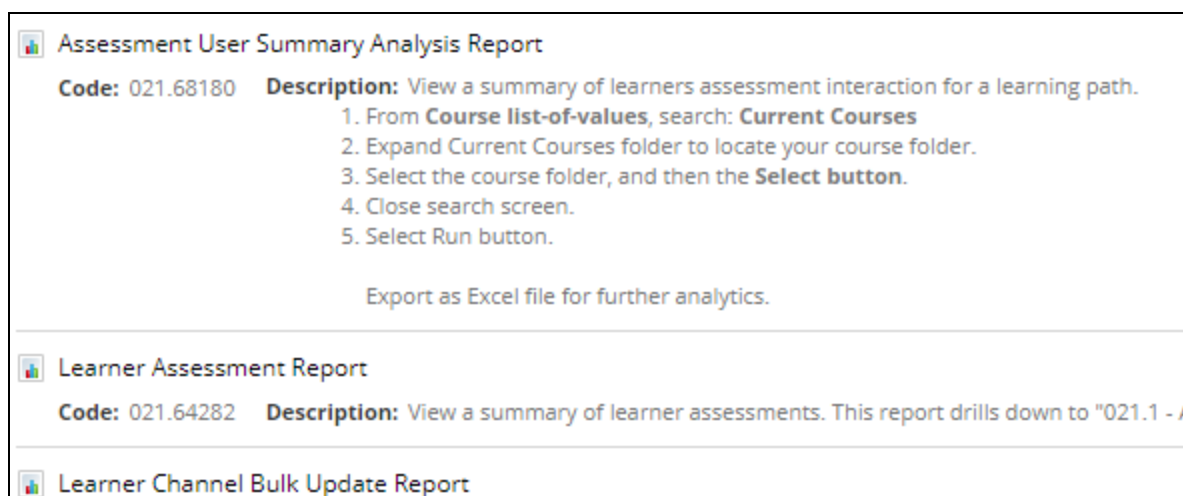 Assessment User Summary Analysis Report
Code: 021.68180 Description: View a summary of learners assessment interaction for a learning path.
1. From Course list-of-values, search: Current Courses
2. Expand Current Courses folder to locate your course folder.
3. Select the course folder, and then the Select button.
4. Close search screen.
5. Select Run button.
Export as Excel file for further analytics.
Learner Assessment Report
Code: 021.64282 Description: View a summary of learner assessments. This report drills down to "021.1 -
Learner Channel Bulk Update Report